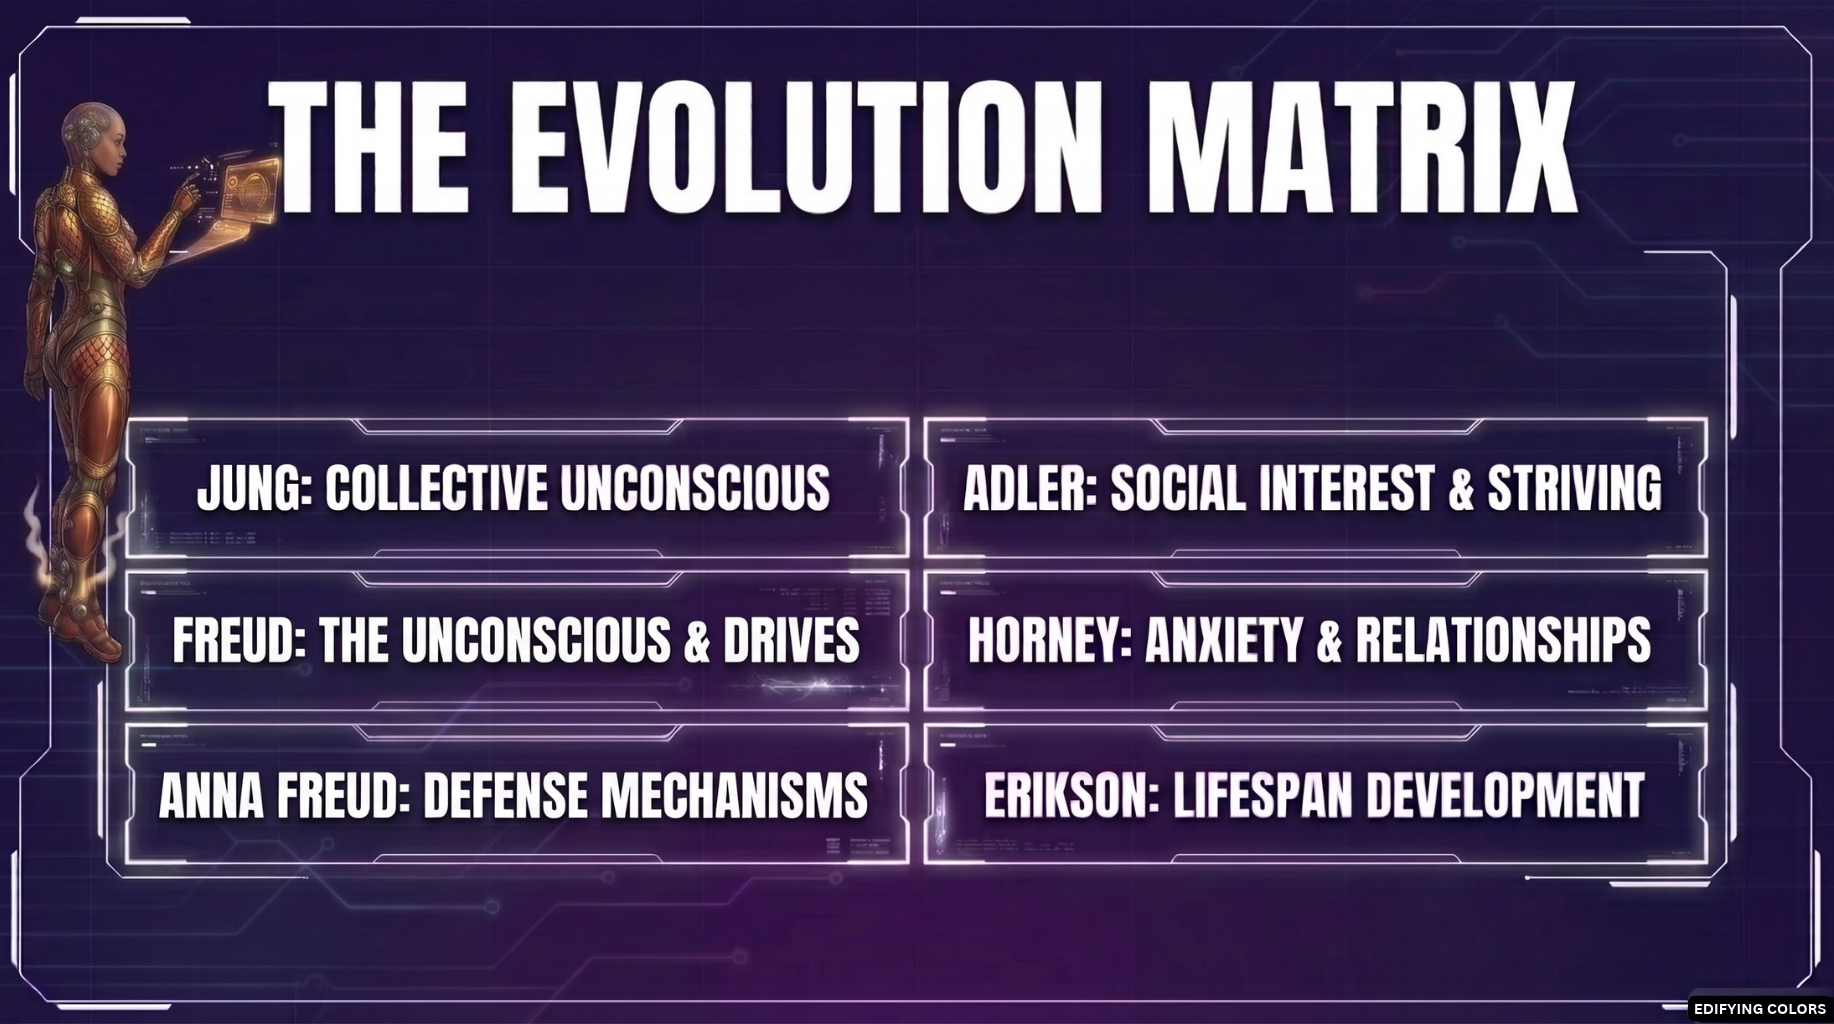 THE EVOLUTION MATRIX
JUNG: COLLECTIVE UNCONSCIOUS
ADLER: SOCIAL INTEREST & STRIVING
FREUD: THE UNCONSCIOUS & DRIVES
HORNEY: ANXIETY & RELATIONSHIPS
ANNA FREUD: DEFENSE MECHANISMS
ERIKSON: LIFESPAN DEVELOPMENT
EDIFYING COLORS